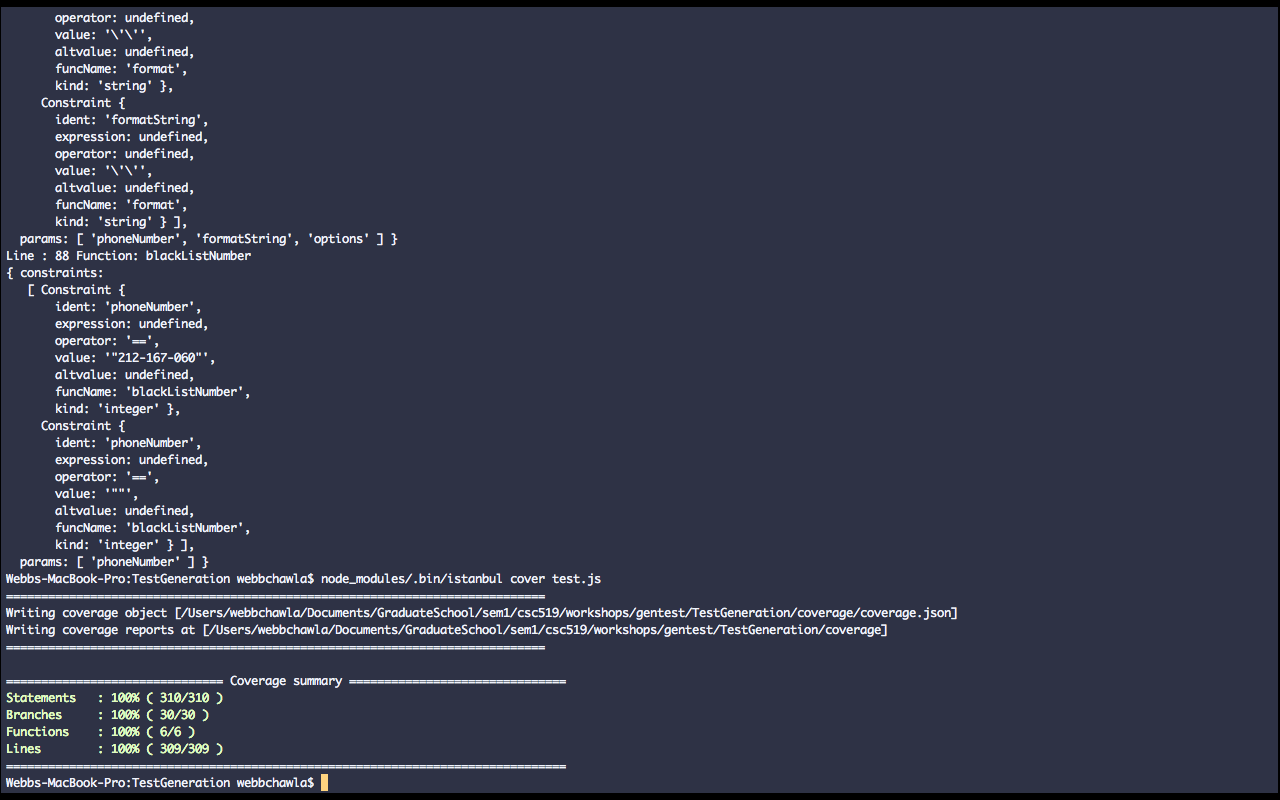 operator: undefined,
value: '\'\'',
altvalue: undefined,
funcName: 'format',
kind: 'string' },
Constraint {
ident: 'formatString',
expression: undefined,
operator: undefined,
value: '\'\'',
altvalue: undefined,
funcName: 'format',
kind: 'string' } ],
params: [ 'phoneNumber', 'formatString', 'options' ] }
Line : 88 Function: blackListNumber
{ constraints:
[ Constraint {
ident: 'phoneNumber',
expression: undefined,
operator: '==',
value: '"212-167-060"',
altvalue: undefined,
funcName: 'blackListNumber',
kind: 'integer' },
Constraint {
ident: 'phoneNumber',
expression: undefined,
operator: '==',
value: '""',
altvalue: undefined,
funcName: 'blackListNumber',
kind: 'integer' } ],
params: [ 'phoneNumber' ] }
Webbs-MacBook-Pro:TestGeneration webbchawla$ node_modules/.bin/istanbul cover test.js
=============================================================================
Writing coverage object [/Users/webbchawla/Documents/GraduateSchool/sem1/csc519/workshops/gentest/TestGeneration/coverage/coverage.json]
Writing coverage reports at [/Users/webbchawla/Documents/GraduateSchool/sem1/csc519/workshops/gentest/TestGeneration/coverage]
=============================================================================
=============================== Coverage summary ===============================
Statements : 100% ( 310/310 )
Branches : 100% ( 30/30 )
Functions : 100% ( 6/6 )
Lines : 100% ( 309/309 )
================================================================================
Webbs-MacBook-Pro:TestGeneration webbchawla$